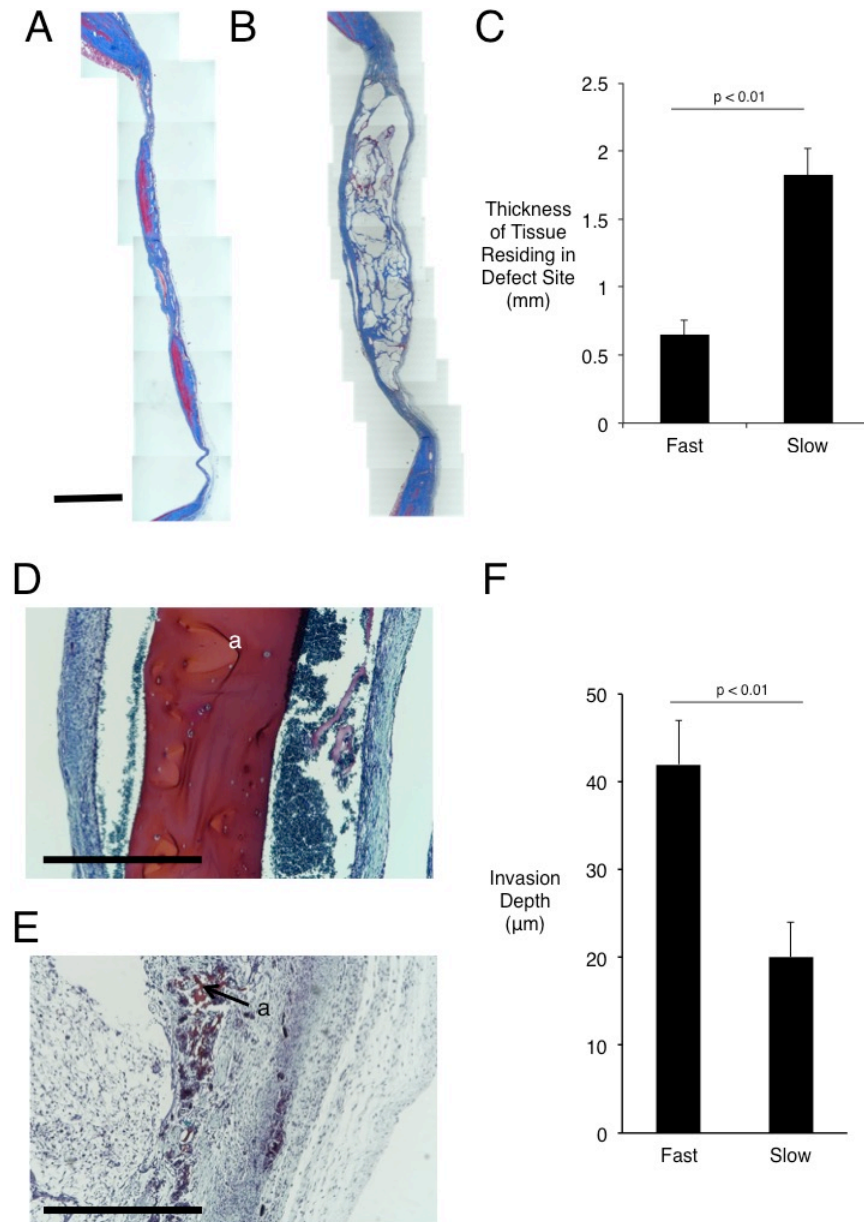 A
B
C
2.5
2
1.5
1
0.5
0
p < 0.01
Thickness
of Tissue
Residing in
Defect Site
(mm)
Fast
Slow
D
a
E
a
F
50
40
30
20
10
0
p < 0.01
Invasion
Depth
(µm)
Fast
Slow